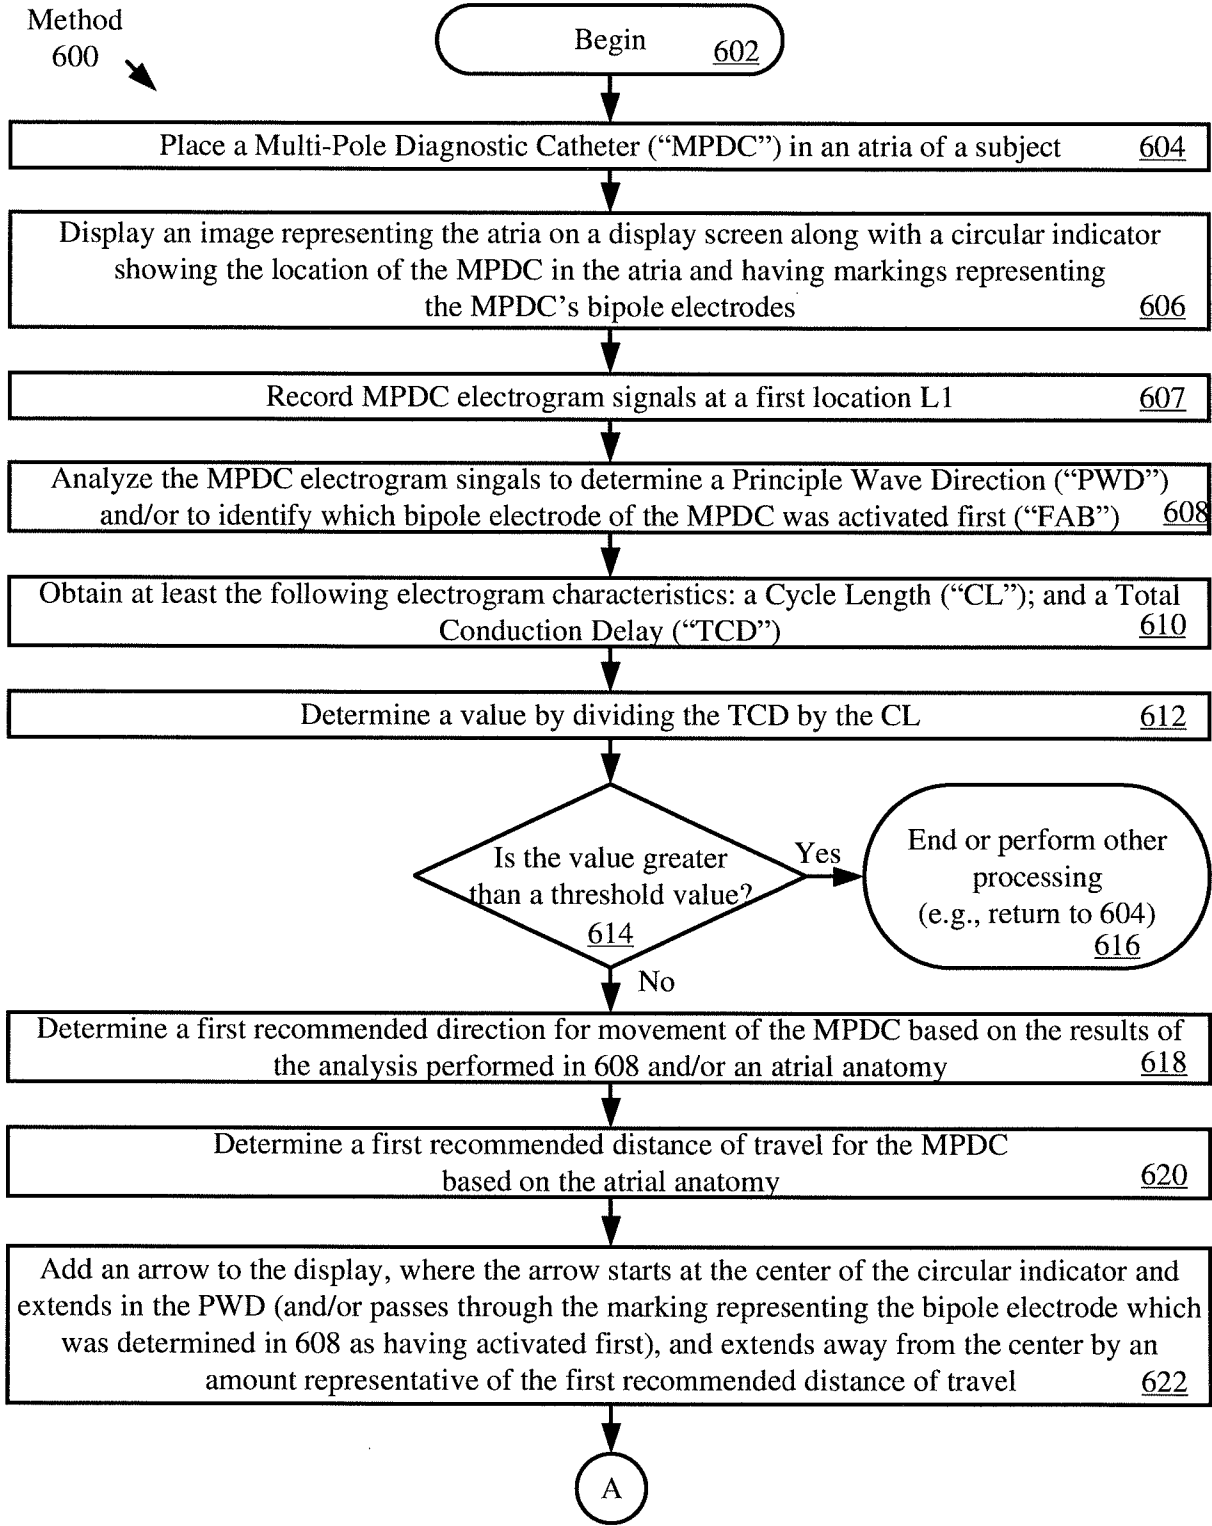 Method
600
Begin 602
Place a Multi-Pole Diagnostic Catheter (“MPDC”) in an atria of a subject 604
Display an image representing the atria on a display screen along with a circular indicator
showing the location of the MPDC in the atria and having markings representing
the MPDC’s bipole electrodes 606
Record MPDC electrogram signals at a first location L1 607
Analyze the MPDC electrogram singals to determine a Principle Wave Direction (“PWD”)
and/or to identify which bipole electrode of the MPDC was activated first (“FAB”) 608
Obtain at least the following electrogram characteristics: a Cycle Length (“CL”); and a Total
Conduction Delay (“TCD”) 610
Determine a value by dividing the TCD by the CL 612
Is the value greater
than a threshold value?
614
Yes
End or perform other
processing
(e.g., return to 604)
616
No
Determine a first recommended direction for movement of the MPDC based on the results of
the analysis performed in 608 and/or an atrial anatomy 618
Determine a first recommended distance of travel for the MPDC
based on the atrial anatomy 620
Add an arrow to the display, where the arrow starts at the center of the circular indicator and
extends in the PWD (and/or passes through the marking representing the bipole electrode which
was determined in 608 as having activated first), and extends away from the center by an
amount representative of the first recommended distance of travel 622
A